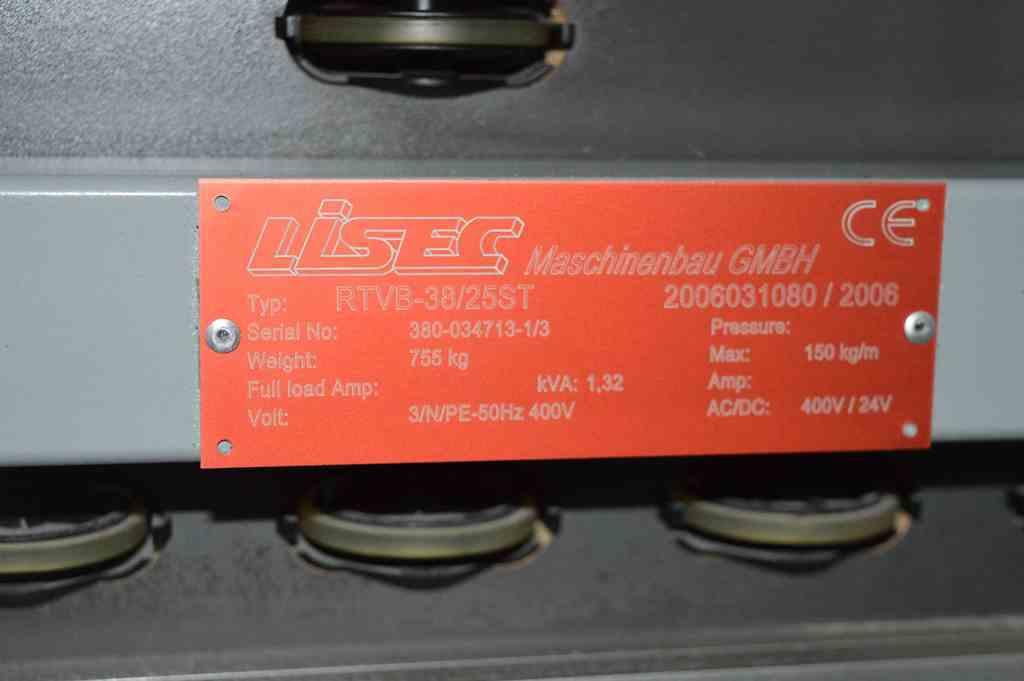 LISEC Maschinenbau GMBH CE
Typ: RTVB-38/25ST 2006031080 / 2006
Serial No: 380-034713-1/3 Pressure:
Weight: 755 kg Max: 150 kg/m
Full load Amp: kVA: 1,32 Amp:
Volt: 3/N/PE-50Hz 400V AC/DC: 400V / 24V